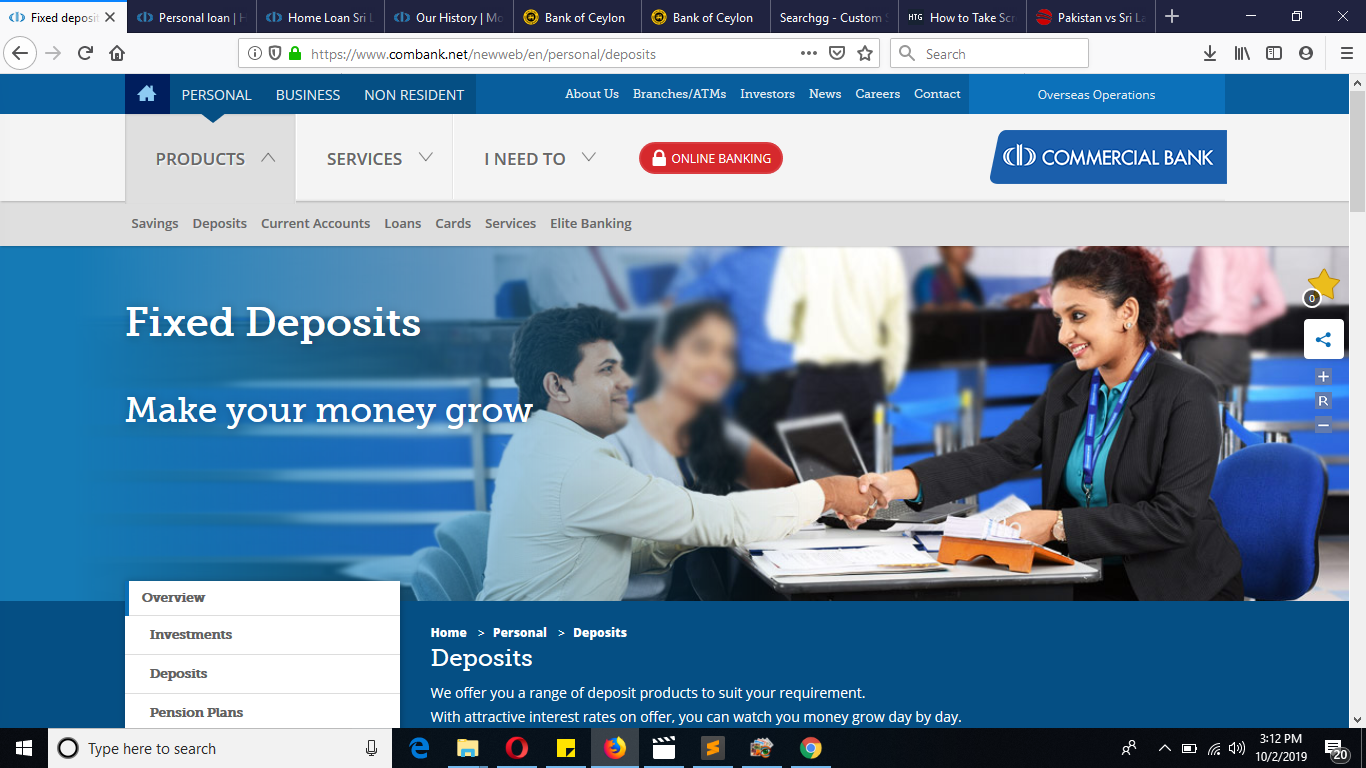 Fixed deposit
Personal loan | H
Home Loan Sri L
Our History | Mo
Bank of Ceylon
Bank of Ceylon
Searchgg - Custom S
HTG How to Take Scr
Pakistan vs Sri La
https://www.combank.net/newweb/en/personal/deposits
Search
PERSONAL BUSINESS NON RESIDENT
About Us Branches/ATMs Investors News Careers Contact
Overseas Operations
PRODUCTS SERVICES I NEED TO
ONLINE BANKING
COMMERCIAL BANK
Savings Deposits Current Accounts Loans Cards Services Elite Banking
Fixed Deposits
Make your money grow
0
+
R
−
Overview
Investments
Deposits
Pension Plans
Home > Personal > Deposits
Deposits
We offer you a range of deposit products to suit your requirement.
With attractive interest rates on offer, you can watch you money grow day by day.
Type here to search
3:12 PM
10/2/2019
20